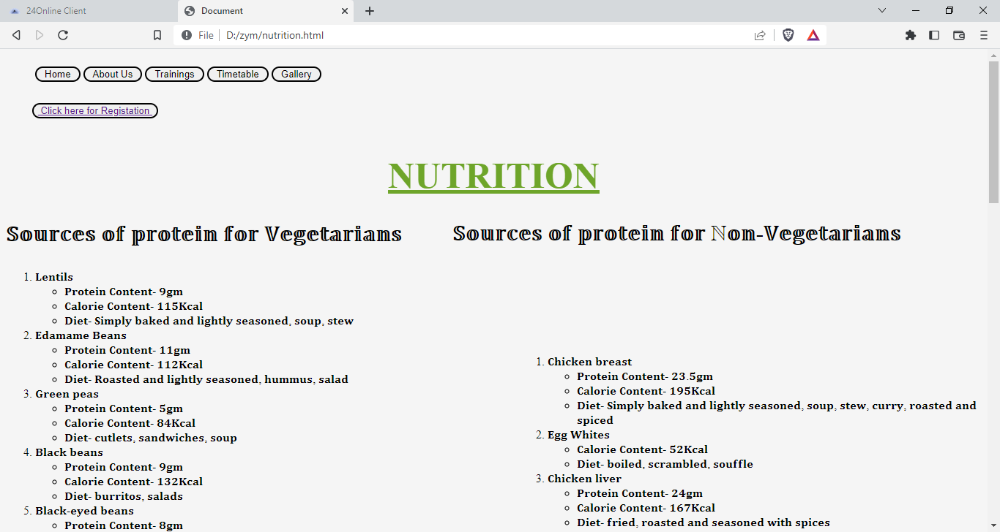 24Online Client
Document
File
D:/zym/nutrition.html
Home
About Us
Trainings
Timetable
Gallery
Click here for Registation
NUTRITION
Sources of protein for Vegetarians
1. Lentils
Protein Content- 9gm
Calorie Content- 115Kcal
Diet- Simply baked and lightly seasoned, soup, stew
2. Edamame Beans
Protein Content- 11gm
Calorie Content- 112Kcal
Diet- Roasted and lightly seasoned, hummus, salad
3. Green peas
Protein Content- 5gm
Calorie Content- 84Kcal
Diet- cutlets, sandwiches, soup
4. Black beans
Protein Content- 9gm
Calorie Content- 132Kcal
Diet- burritos, salads
5. Black-eyed beans
Protein Content- 8gm
Sources of protein for Non-Vegetarians
1. Chicken breast
Protein Content- 23.5gm
Calorie Content- 195Kcal
Diet- Simply baked and lightly seasoned, soup, stew, curry, roasted and
spiced
2. Egg Whites
Calorie Content- 52Kcal
Diet- boiled, scrambled, souffle
3. Chicken liver
Protein Content- 24gm
Calorie Content- 167Kcal
Diet- fried, roasted and seasoned with spices